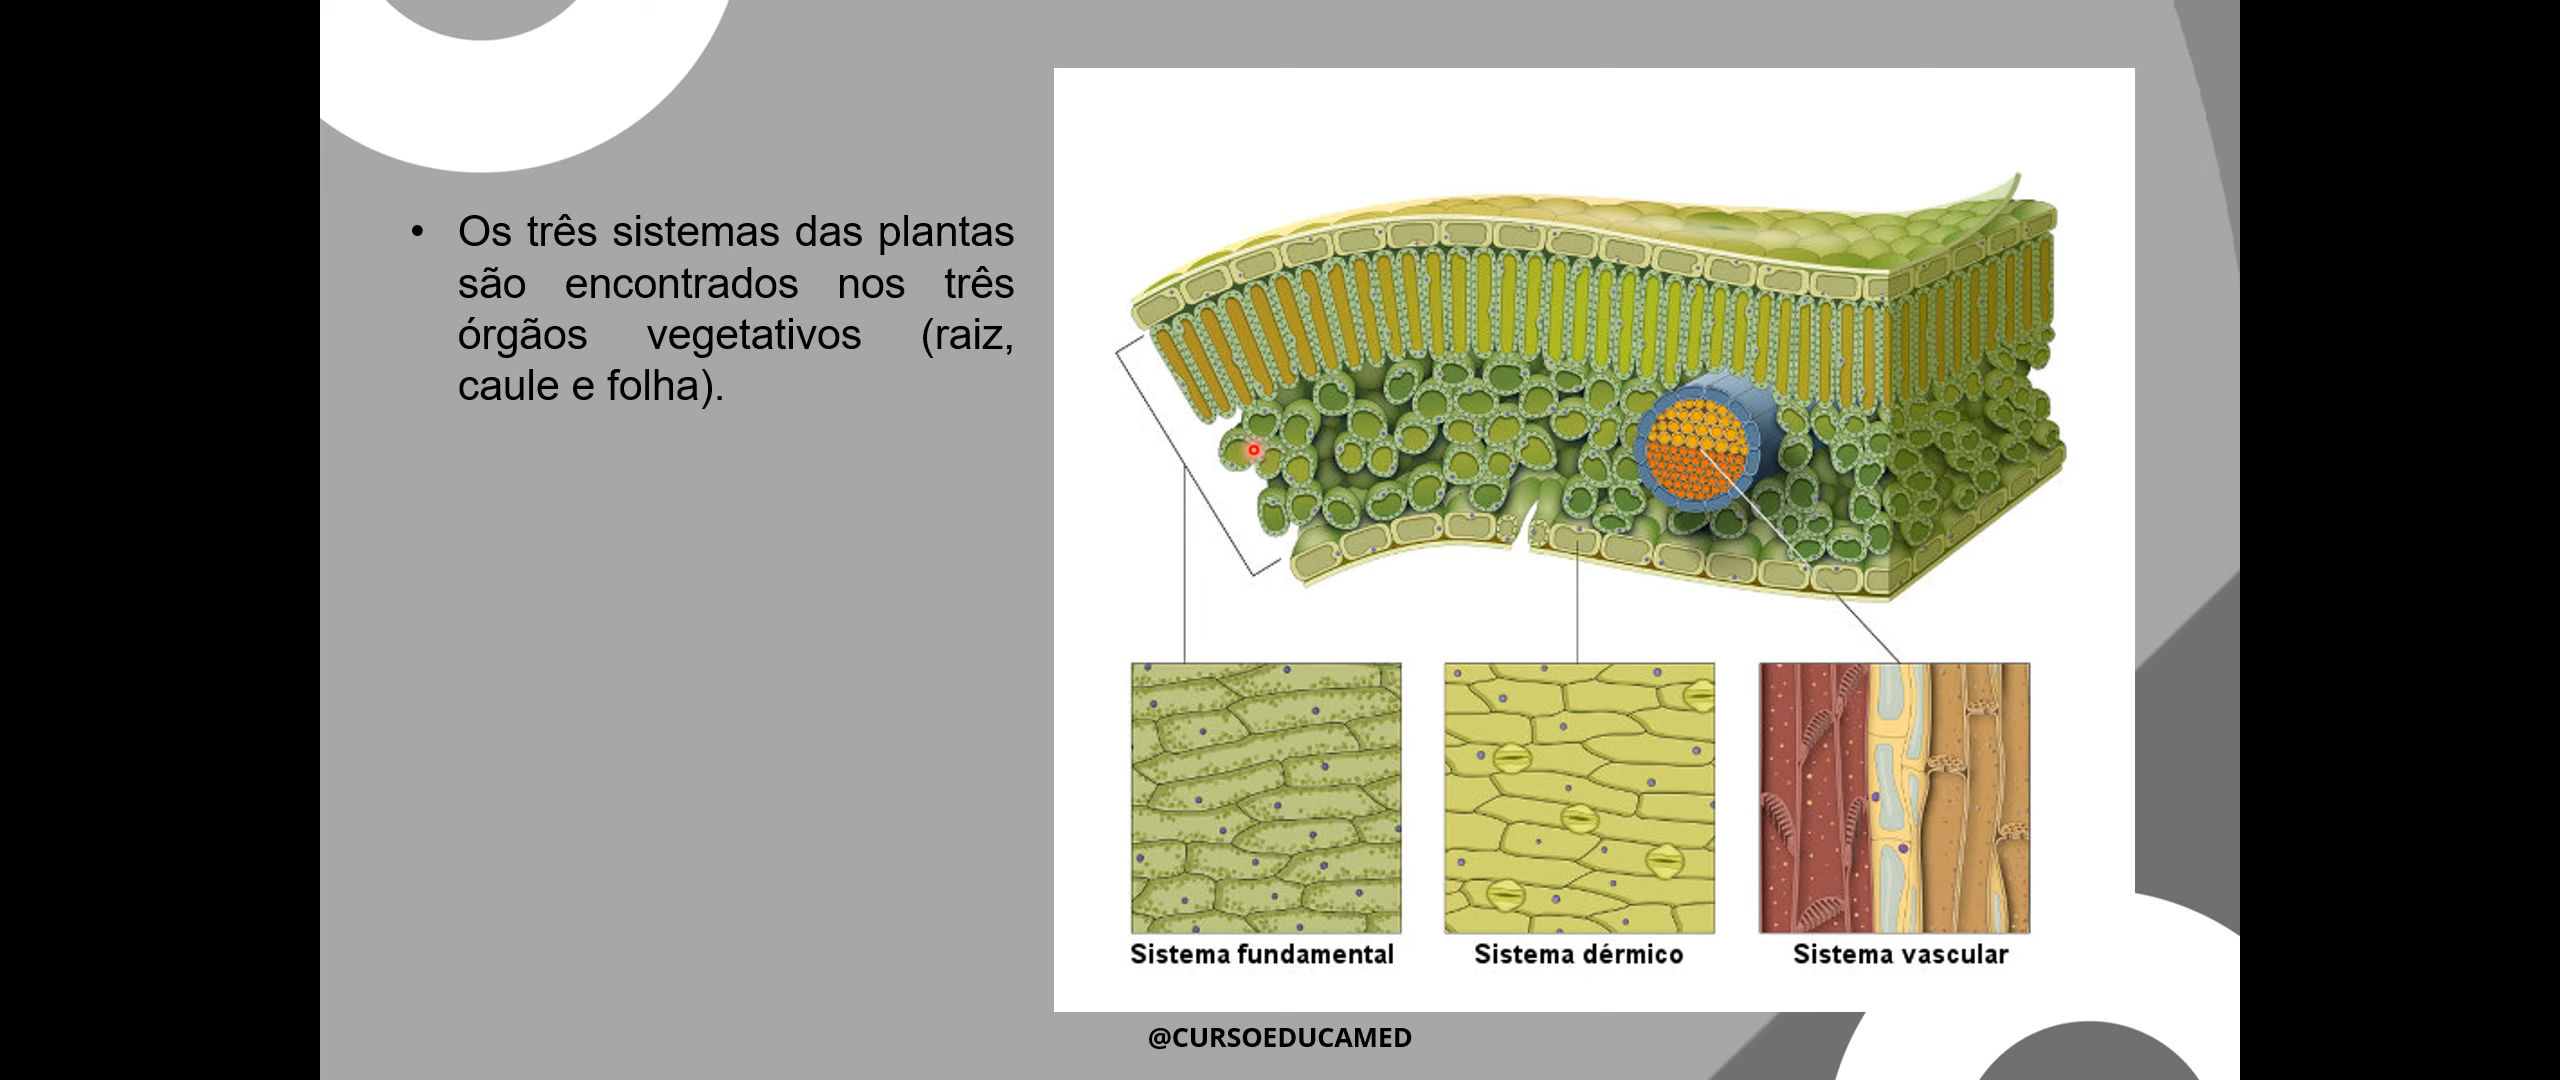 • Os três sistemas das plantas
são encontrados nos três
órgãos vegetativos (raiz,
caule e folha).
Sistema fundamental
Sistema dérmico
Sistema vascular
@CURSOEDUCAMED